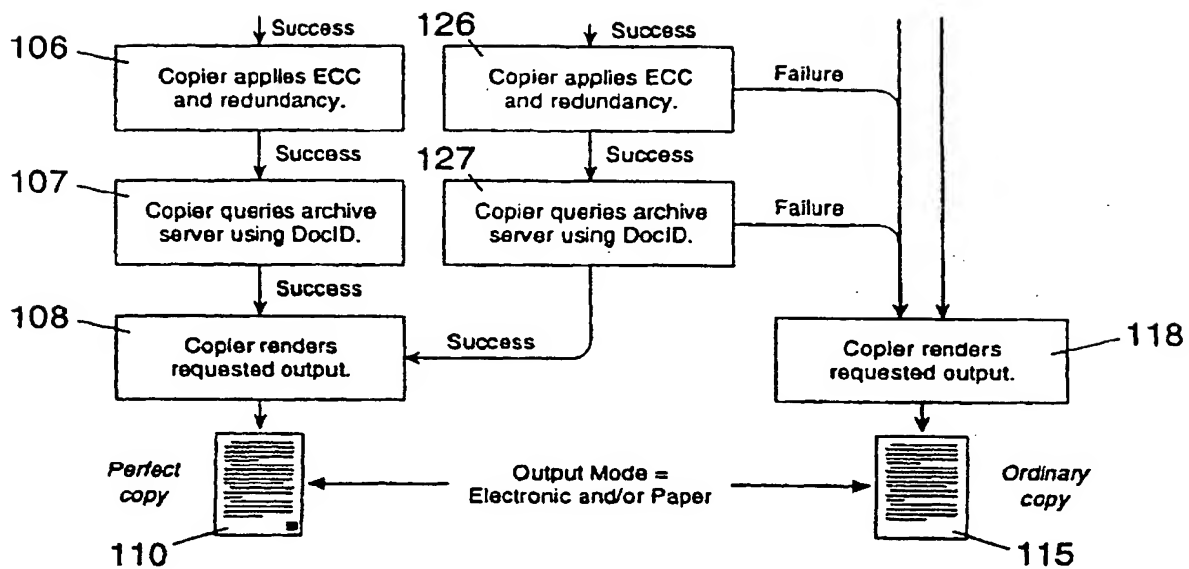 Success
Success
106
126
Copier applies ECC
and redundancy.
Copier applies ECC
and redundancy.
Failure
Success
Success
107
127
Copier queries archive
server using DocID.
Copier queries archive
server using DocID.
Failure
Success
108
Copier renders
requested output.
Success
Copier renders
requested output.
118
Perfect
copy
Output Mode =
Electronic and/or Paper
Ordinary
copy
110
115